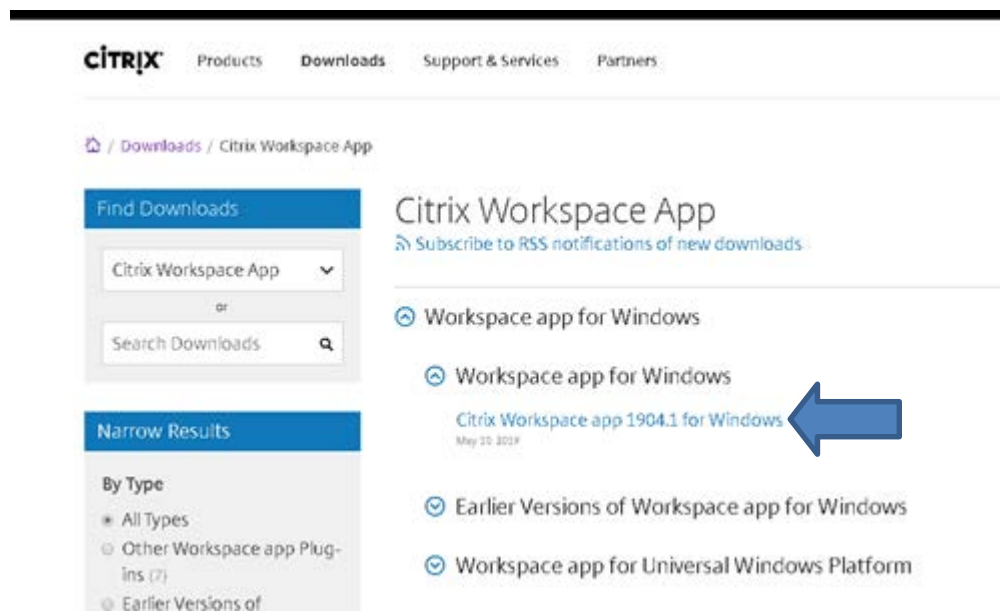 CİTRIX Products Downloads Support & Services Partners
/ Downloads / Citrix Workspace App
Find Downloads
Citrix Workspace App
or
Search Downloads
Narrow Results
By Type
All Types
Other Workspace app Plug-
ins (7)
Earlier Versions of
Citrix Workspace App
Subscribe to RSS notifications of new downloads
Workspace app for Windows
Workspace app for Windows
Citrix Workspace app 1904.1 for Windows
May 10 2019
Earlier Versions of Workspace app for Windows
Workspace app for Universal Windows Platform